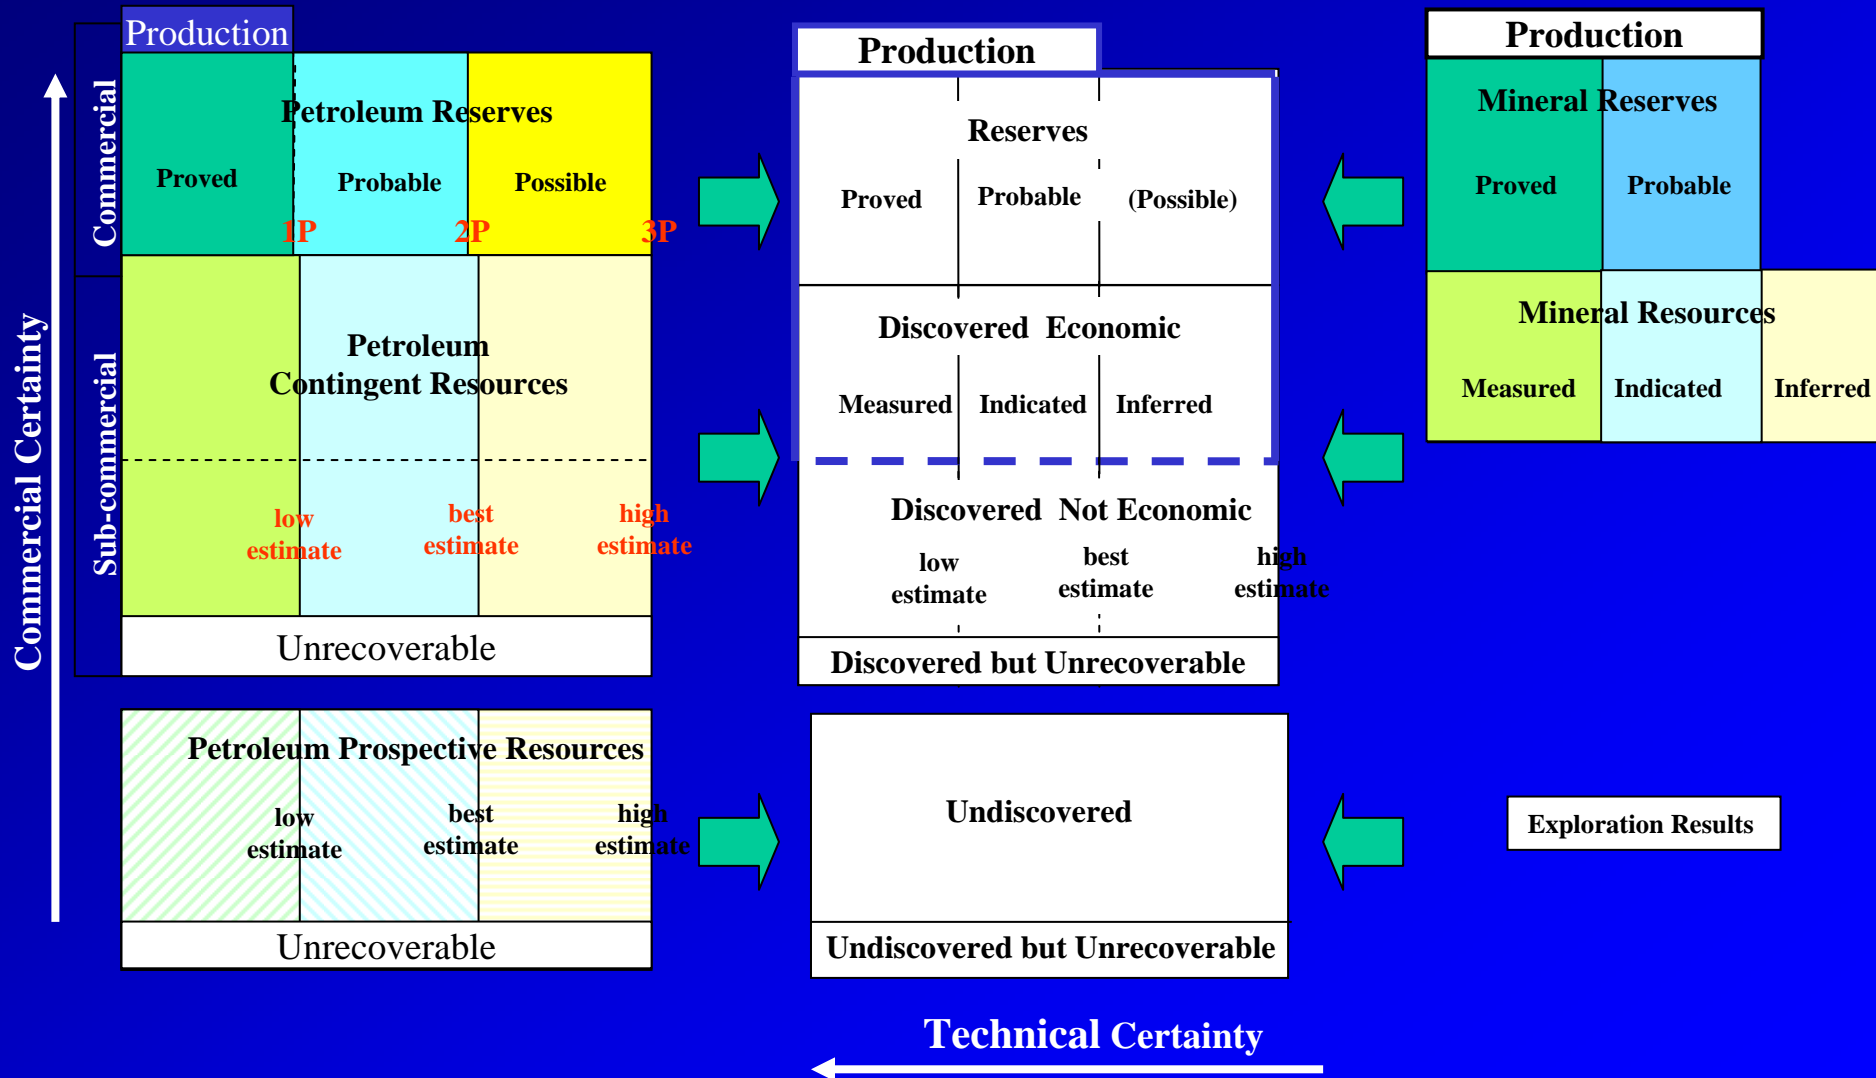 Production
Commercial
Petroleum Reserves
Proved
Probable
Possible
1P
2P
3P
Commercial Certainty
Sub-commercial
Petroleum
Contingent Resources
low
estimate
best
estimate
high
estimate
Unrecoverable
Petroleum Prospective Resources
low
estimate
best
estimate
high
estimate
Unrecoverable
Production
Reserves
Proved
Probable
(Possible)
Discovered Economic
Measured
Indicated
Inferred
Discovered Not Economic
low
estimate
best
estimate
high
estimate
Discovered but Unrecoverable
Undiscovered
Undiscovered but Unrecoverable
Production
Mineral Reserves
Proved
Probable
Mineral Resources
Measured
Indicated
Inferred
Exploration Results
Technical Certainty